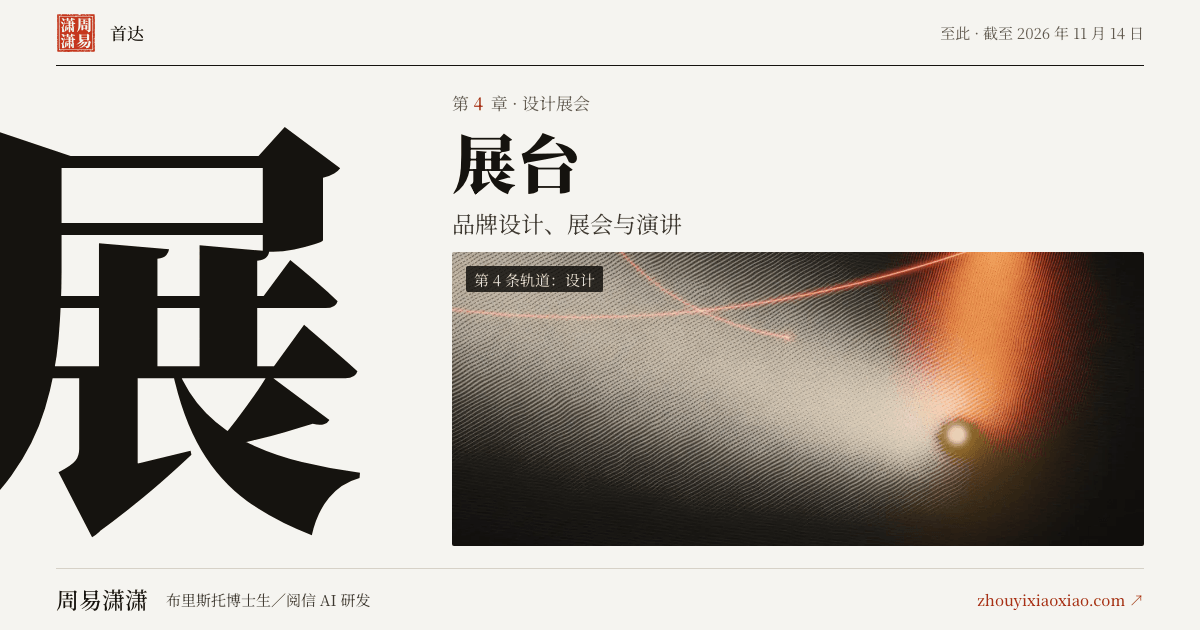 周易潇潇
首达
至此 · 截至 2026 年 11 月 14 日
展
第 4 章 · 设计展会
展台
品牌设计、展会与演讲
第 4 条轨道：设计
周易潇潇
布里斯托博士生／阅信 AI 研发
zhouyixiaoxiao.com ↗